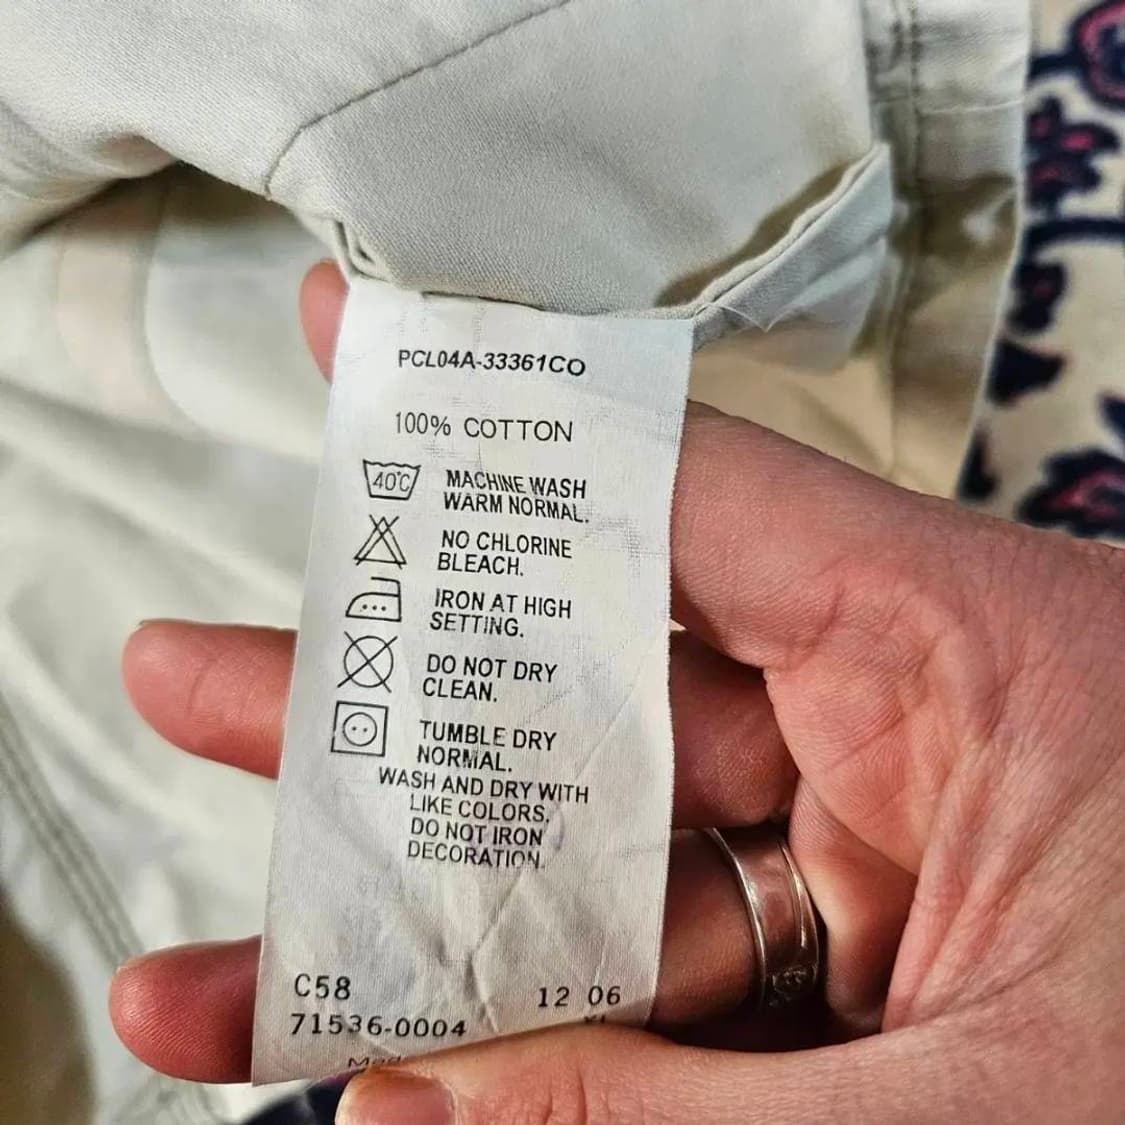 PCL04A-33361CO
100% COTTON
40°C MACHINE WASH
WARM NORMAL.
NO CHLORINE
BLEACH.
IRON AT HIGH
SETTING.
DO NOT DRY
CLEAN.
TUMBLE DRY
NORMAL.
WASH AND DRY WITH
LIKE COLORS.
DO NOT IRON
DECORATION.
C58 12 06
71536-0004